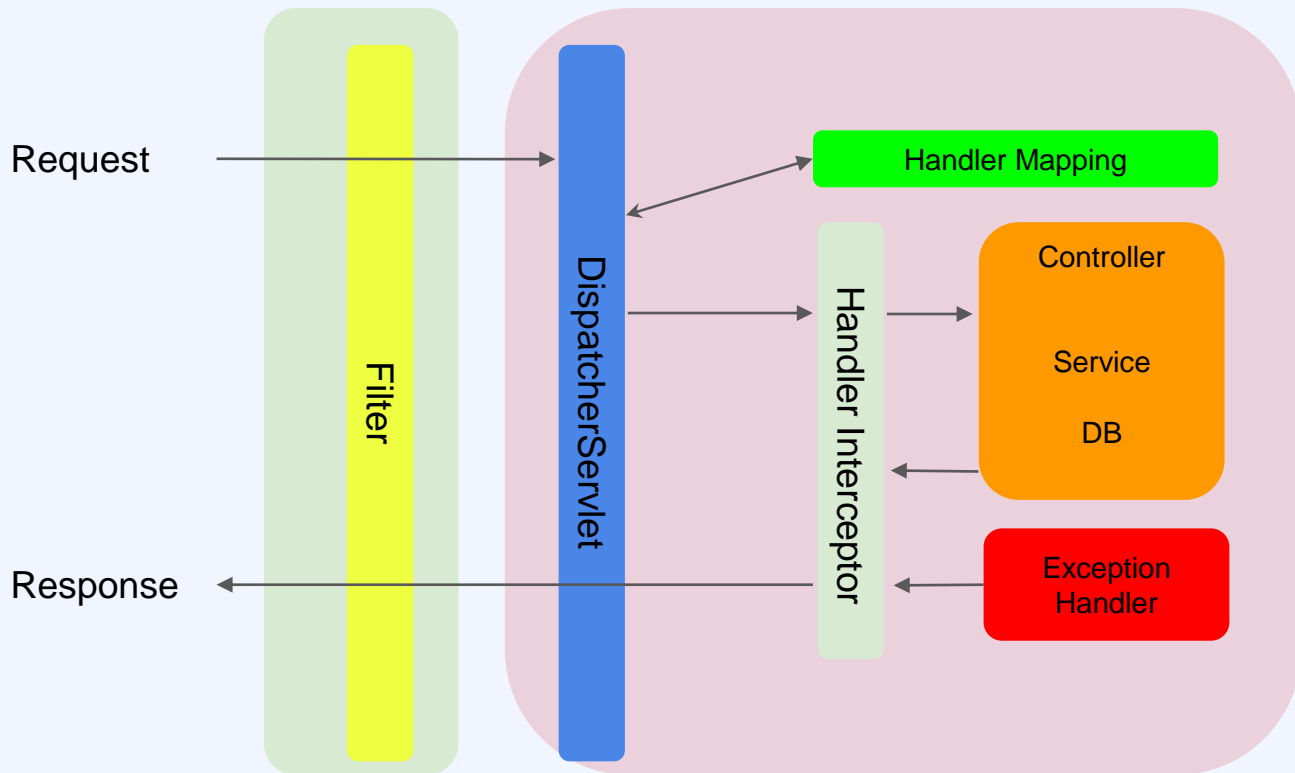 Request
Response
Filter
DispatcherServlet
Handler Mapping
Handler Interceptor
Controller
Service
DB
Exception
Handler